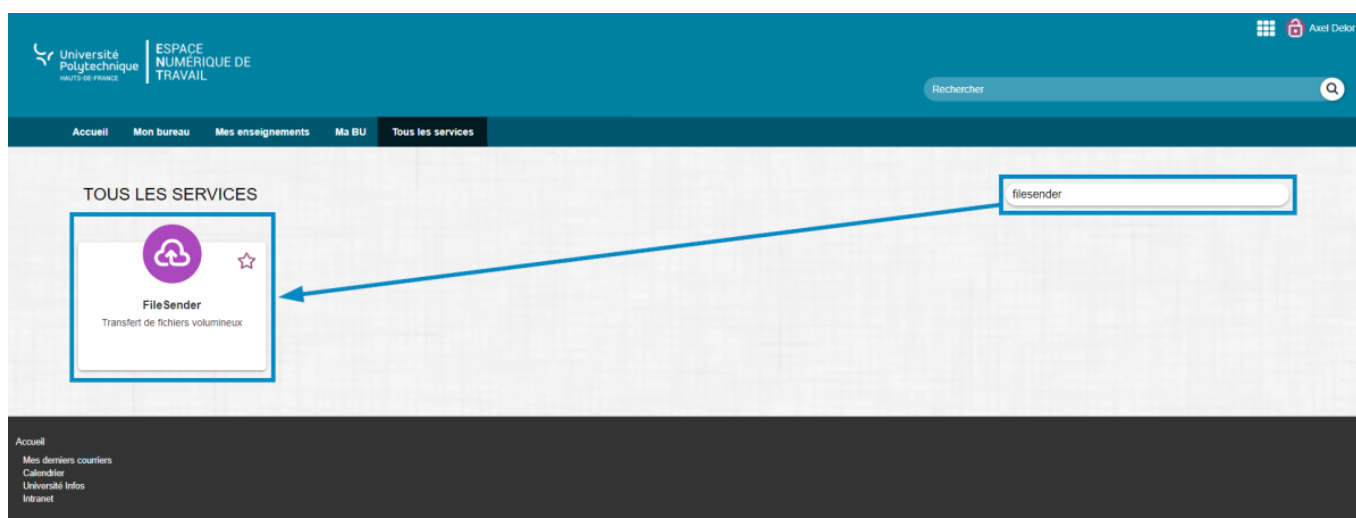 Axel Delor
Université
Polytechnique
HAUTS-DE-FRANCE
ESPACE
NUMÉRIQUE DE
TRAVAIL
Rechercher
Accueil Mon bureau Mes enseignements Ma BU Tous les services
TOUS LES SERVICES
filesender
FileSender
Transfert de fichiers volumineux
Accueil
Mes derniers courriers
Calendrier
Université Infos
Intranet